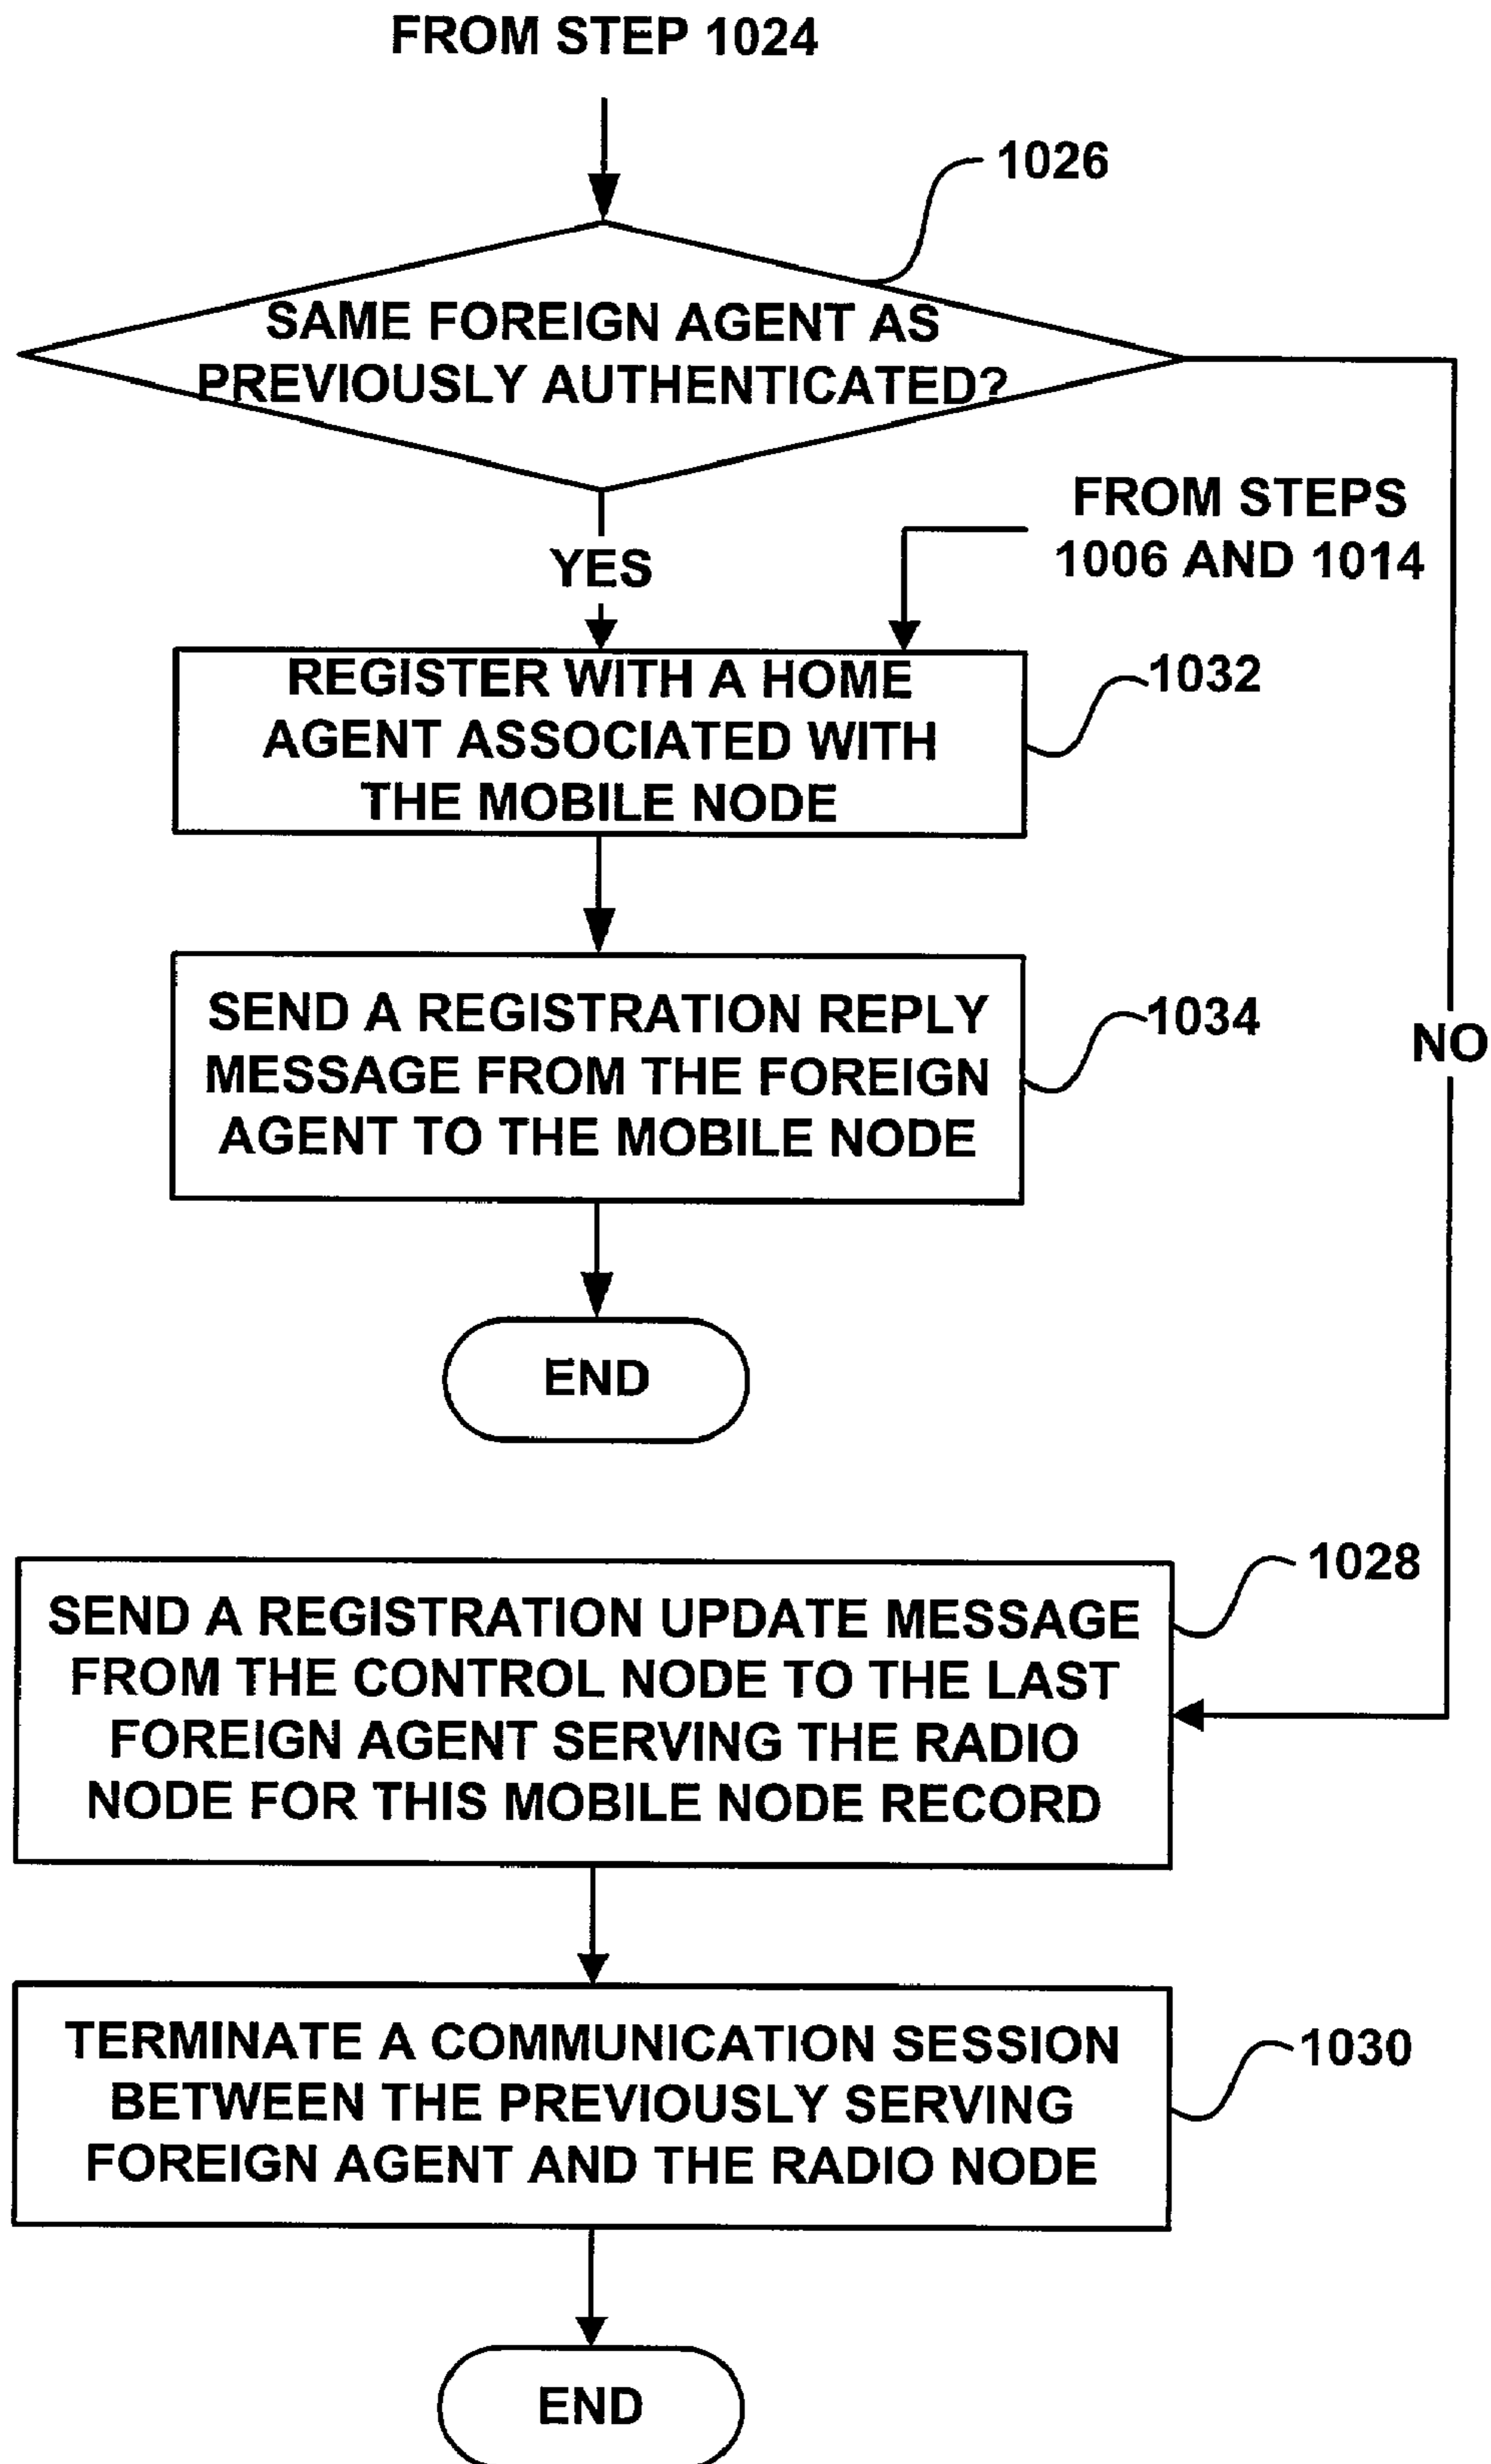 FROM STEP 1024
1026
SAME FOREIGN AGENT AS
PREVIOUSLY AUTHENTICATED?
FROM STEPS
1006 AND 1014
YES
REGISTER WITH A HOME
AGENT ASSOCIATED WITH
THE MOBILE NODE
1032
SEND A REGISTRATION REPLY
MESSAGE FROM THE FOREIGN
AGENT TO THE MOBILE NODE
1034
NO
END
1028
SEND A REGISTRATION UPDATE MESSAGE
FROM THE CONTROL NODE TO THE LAST
FOREIGN AGENT SERVING THE RADIO
NODE FOR THIS MOBILE NODE RECORD
TERMINATE A COMMUNICATION SESSION
BETWEEN THE PREVIOUSLY SERVING
FOREIGN AGENT AND THE RADIO NODE
1030
END